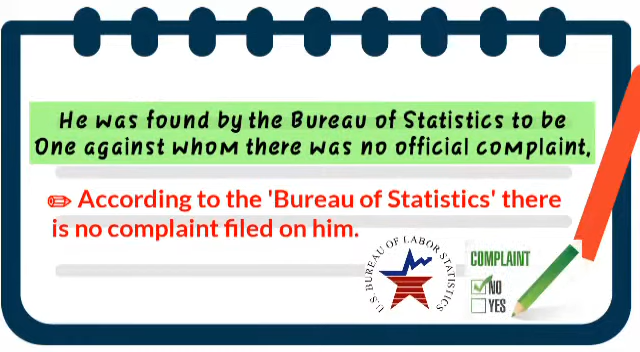 He was found by the Bureau of Statistics to be
One against whom there was no official complaint,
✏ According to the 'Bureau of Statistics' there
is no complaint filed on him.
U.S. BUREAU OF LABOR STATISTICS
COMPLAINT
NO
YES